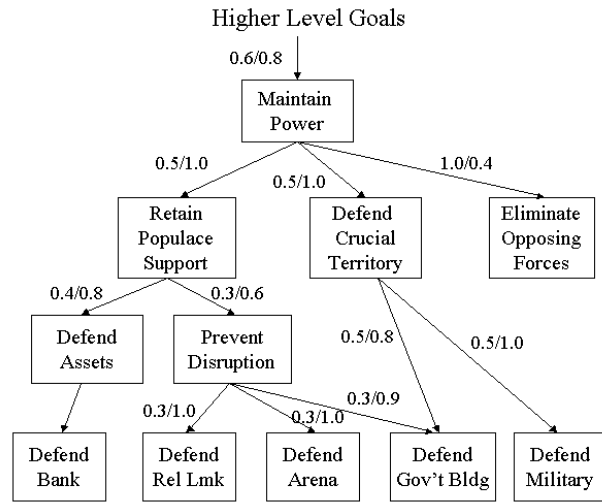 Higher Level Goals
0.6/0.8
Maintain
Power
0.5/1.0
0.5/1.0
1.0/0.4
Retain
Populace
Support
Defend
Crucial
Territory
Eliminate
Opposing
Forces
0.4/0.8
0.3/0.6
0.5/0.8
0.5/1.0
Defend
Assets
Prevent
Disruption
0.3/1.0
0.3/1.0
0.3/0.9
Defend
Bank
Defend
Rel Lmk
Defend
Arena
Defend
Gov't Bldg
Defend
Military